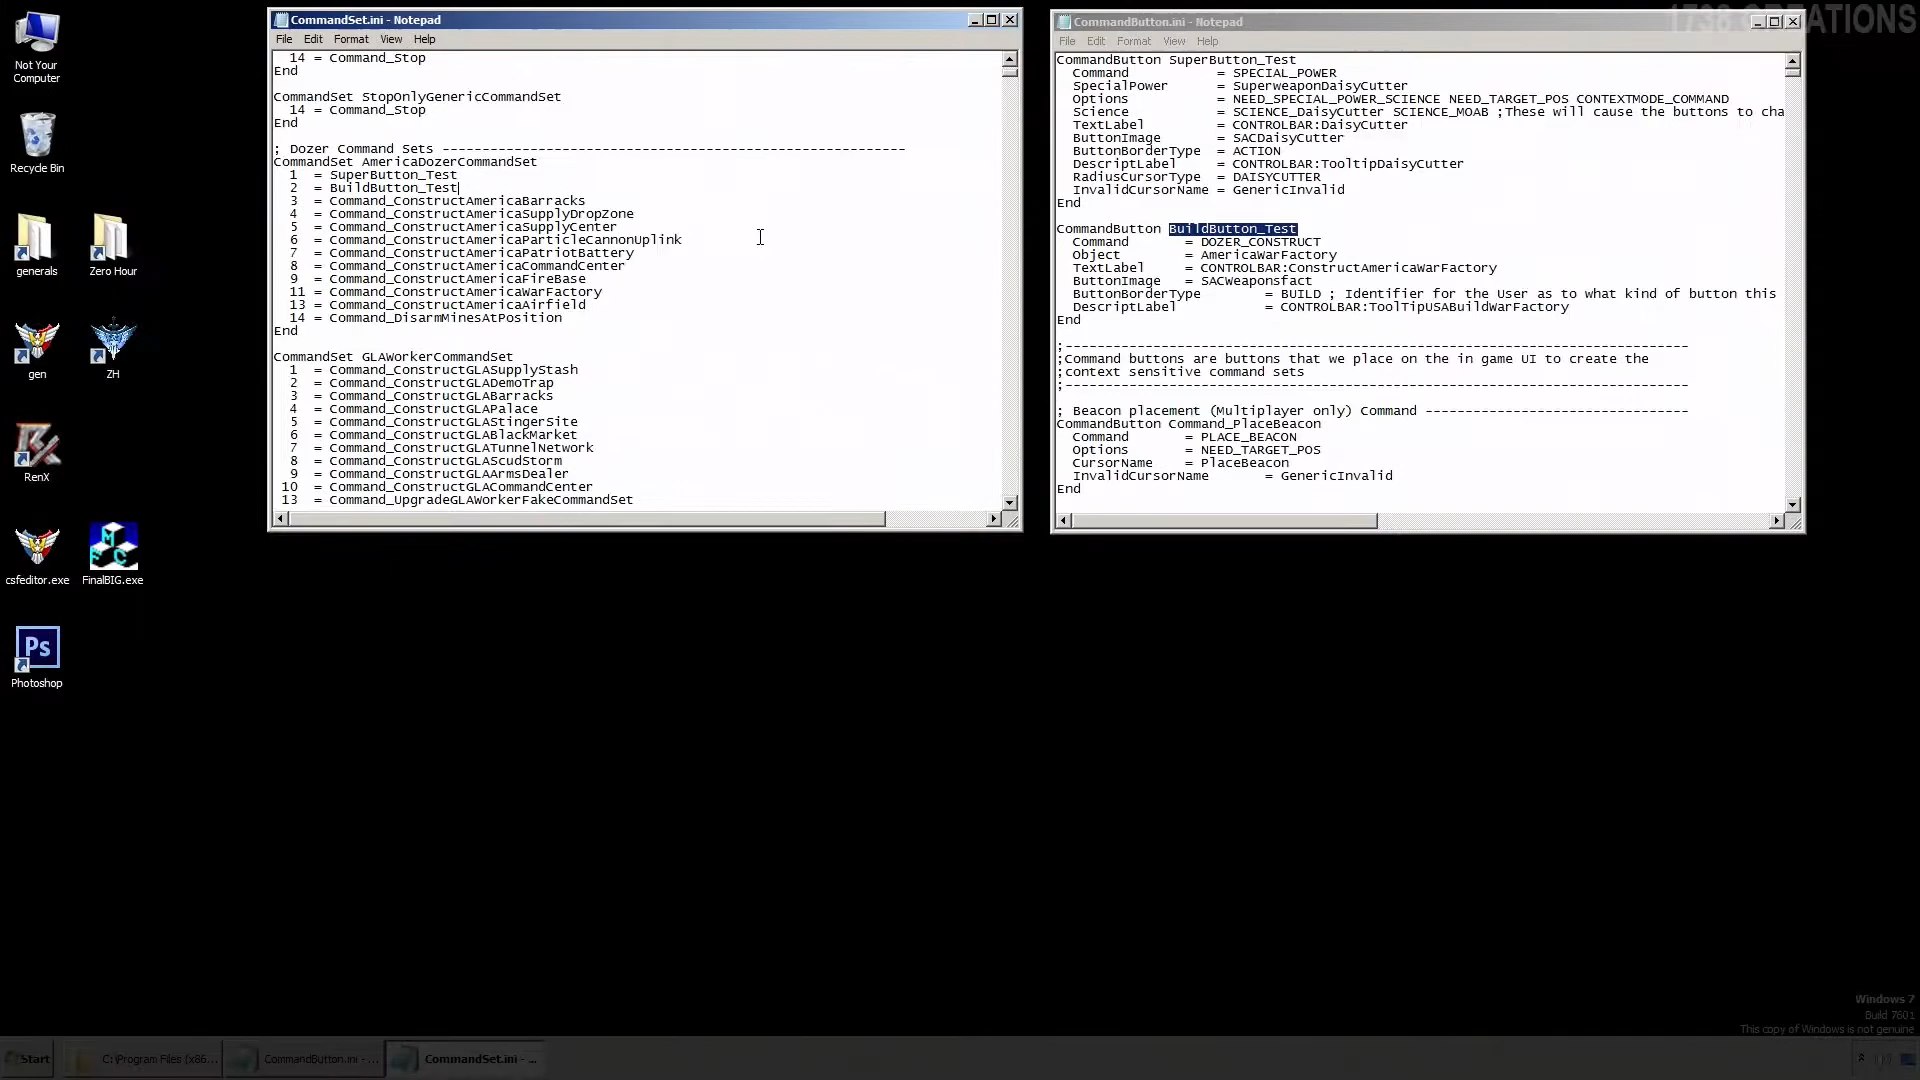 1738 CREATIONS
Not Your
Computer
Recycle Bin
generals
Zero Hour
gen
ZH
RenX
csfeditor.exe
FinalBIG.exe
Ps
Photoshop
CommandSet.ini - Notepad
File Edit Format View Help
14 = Command_Stop
End
CommandSet StopOnlyGenericCommandSet
14 = Command_Stop
End
; Dozer Command Sets ----------------------------------------------------------
CommandSet AmericaDozerCommandSet
1 = SuperButton_Test
2 = BuildButton_Test
3 = Command_ConstructAmericaBarracks
4 = Command_ConstructAmericaSupplyDropZone
5 = Command_ConstructAmericaSupplyCenter
6 = Command_ConstructAmericaParticleCannonUplink
7 = Command_ConstructAmericaPatriotBattery
8 = Command_ConstructAmericaCommandCenter
9 = Command_ConstructAmericaFireBase
11 = Command_ConstructAmericaWarFactory
13 = Command_ConstructAmericaAirfield
14 = Command_DisarmMinesAtPosition
End
CommandSet GLAWorkerCommandSet
1 = Command_ConstructGLASupplyStash
2 = Command_ConstructGLADemoTrap
3 = Command_ConstructGLABarracks
4 = Command_ConstructGLAPalace
5 = Command_ConstructGLAStingerSite
6 = Command_ConstructGLABlackMarket
7 = Command_ConstructGLATunnelNetwork
8 = Command_ConstructGLAScudStorm
9 = Command_ConstructGLAArmsDealer
10 = Command_ConstructGLACommandCenter
13 = Command_UpgradeGLAWorkerFakeCommandSet
CommandButton.ini - Notepad
File Edit Format View Help
CommandButton SuperButton_Test
Command = SPECIAL_POWER
SpecialPower = SuperweaponDaisyCutter
Options = NEED_SPECIAL_POWER_SCIENCE NEED_TARGET_POS CONTEXTMODE_COMMAND
Science = SCIENCE_DaisyCutter SCIENCE_MOAB ;These will cause the buttons to cha
TextLabel = CONTROLBAR:DaisyCutter
ButtonImage = SACDaisyCutter
ButtonBorderType = ACTION
DescriptLabel = CONTROLBAR:TooltipDaisyCutter
RadiusCursorType = DAISYCUTTER
InvalidCursorName = GenericInvalid
End
CommandButton BuildButton_Test
Command = DOZER_CONSTRUCT
Object = AmericaWarFactory
TextLabel = CONTROLBAR:ConstructAmericaWarFactory
ButtonImage = SACWeaponsfact
ButtonBorderType = BUILD ; Identifier for the User as to what kind of button this
DescriptLabel = CONTROLBAR:ToolTipUSABuildWarFactory
End
;------------------------------------------------------------------------------
;Command buttons are buttons that we place on the in game UI to create the
;context sensitive command sets
;------------------------------------------------------------------------------
; Beacon placement (Multiplayer only) Command ---------------------------------
CommandButton Command_PlaceBeacon
Command = PLACE_BEACON
Options = NEED_TARGET_POS
CursorName = PlaceBeacon
InvalidCursorName = GenericInvalid
End
Windows 7
Build 7601
This copy of Windows is not genuine
Start
C:\Program Files (x86...
CommandButton.ini - ...
CommandSet.ini - ...